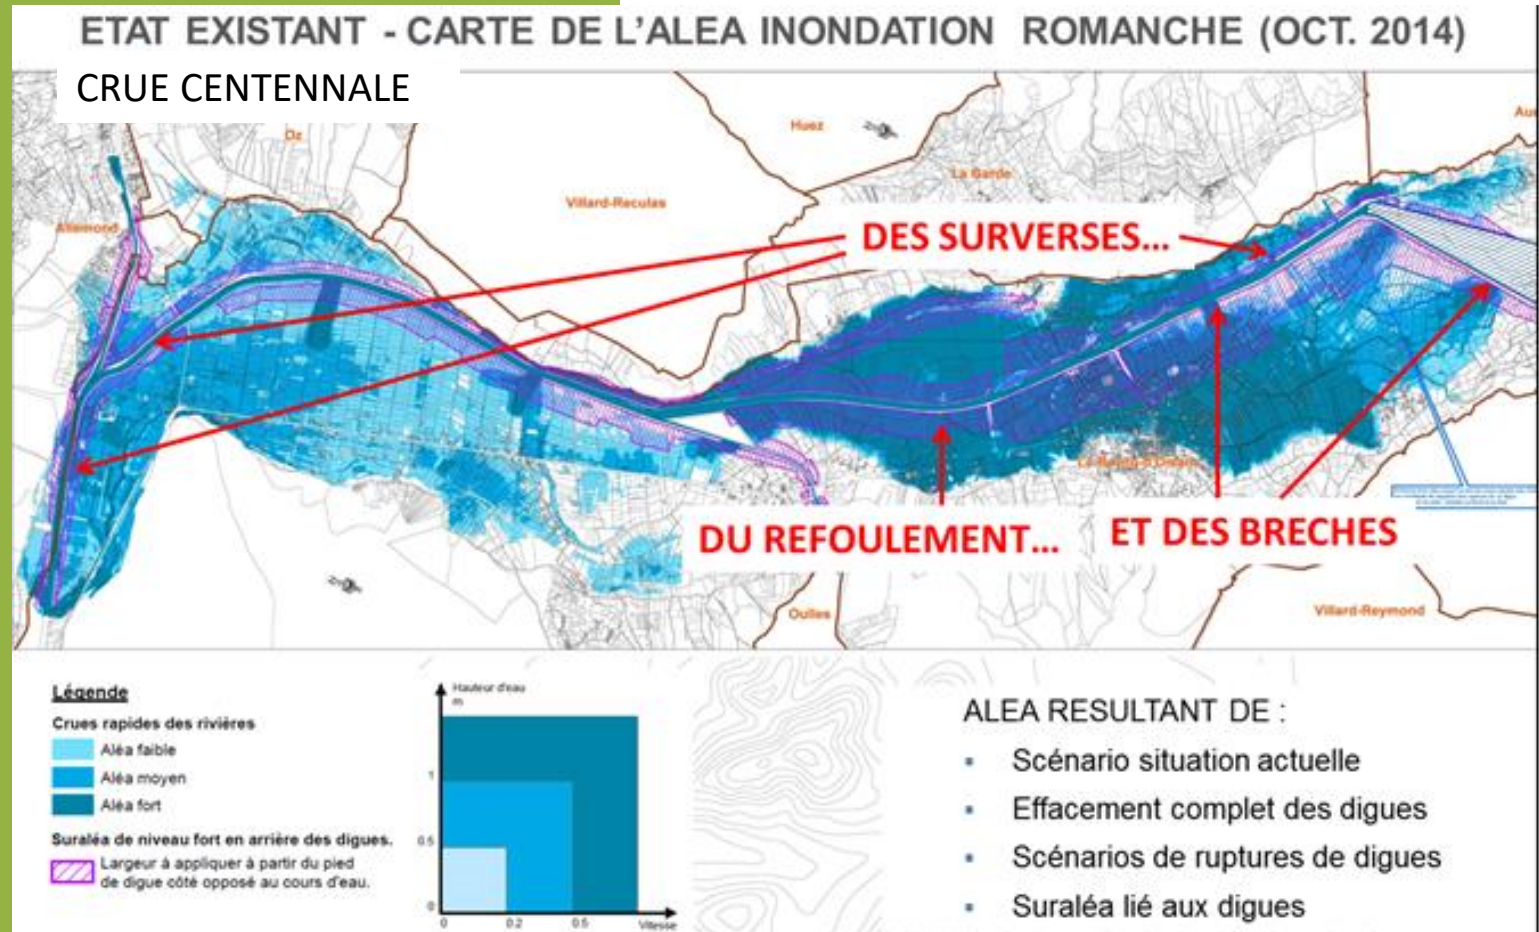 ETAT EXISTANT - CARTE DE L'ALEA INONDATION ROMANCHE (OCT. 2014)
CRUE CENTENNALE
Oz
Huez
La Garde
Villard-Reculas
Allemond
DES SURVERSES...
DU REFOULEMENT...
ET DES BRECHES
Oulles
Villard-Reymond
Légende
Crues rapides des rivières
Aléa faible
Aléa moyen
Aléa fort
Suraléa de niveau fort en arrière des digues.
Largeur à appliquer à partir du pied
de digue côté opposé au cours d'eau.
Hauteur d'eau
m
1
0.5
0
0 0.2 0.5 Vitesse
ALEA RESULTANT DE :
▪ Scénario situation actuelle
▪ Effacement complet des digues
▪ Scénarios de ruptures de digues
▪ Suraléa lié aux digues